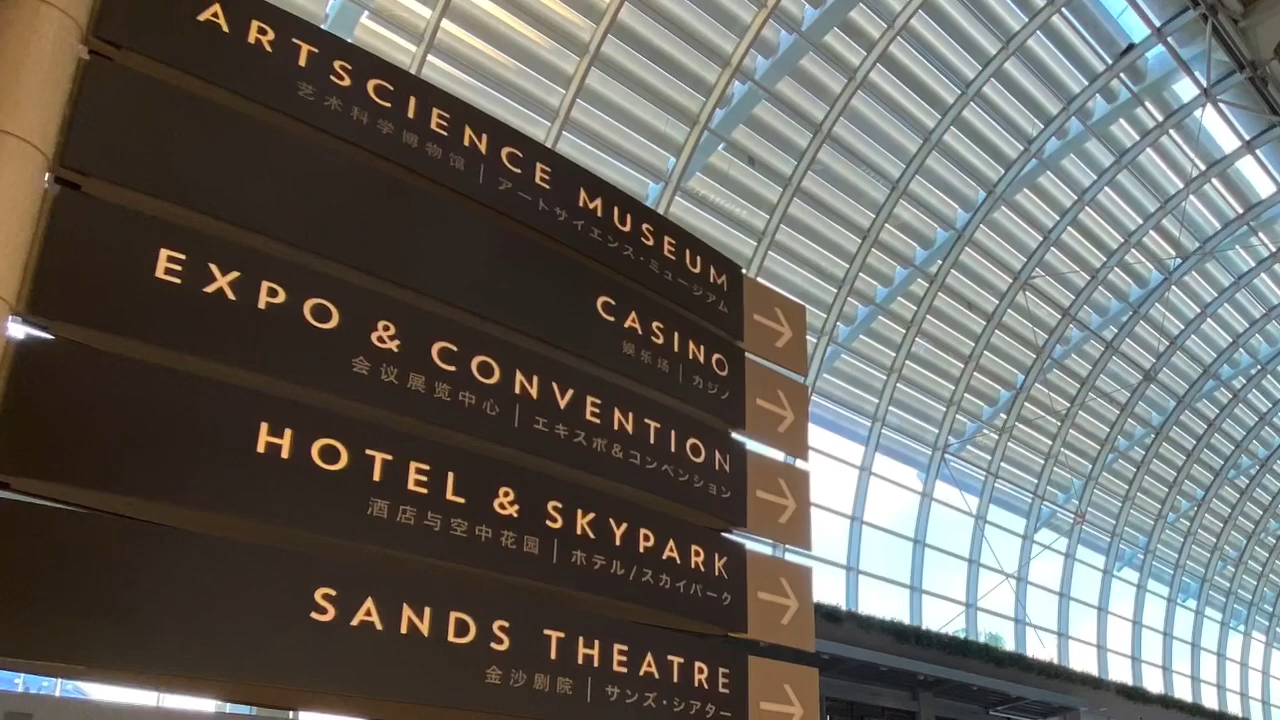 ARTSCIENCE MUSEUM
艺术科学博物馆 | アートサイエンス・ミュージアム
CASINO
娱乐场 | カジノ
EXPO & CONVENTION
会议展览中心 | エキスポ&コンベンション
HOTEL & SKYPARK
酒店与空中花园 | ホテル/スカイパーク
SANDS THEATRE
金沙剧院 | サンズ・シアター